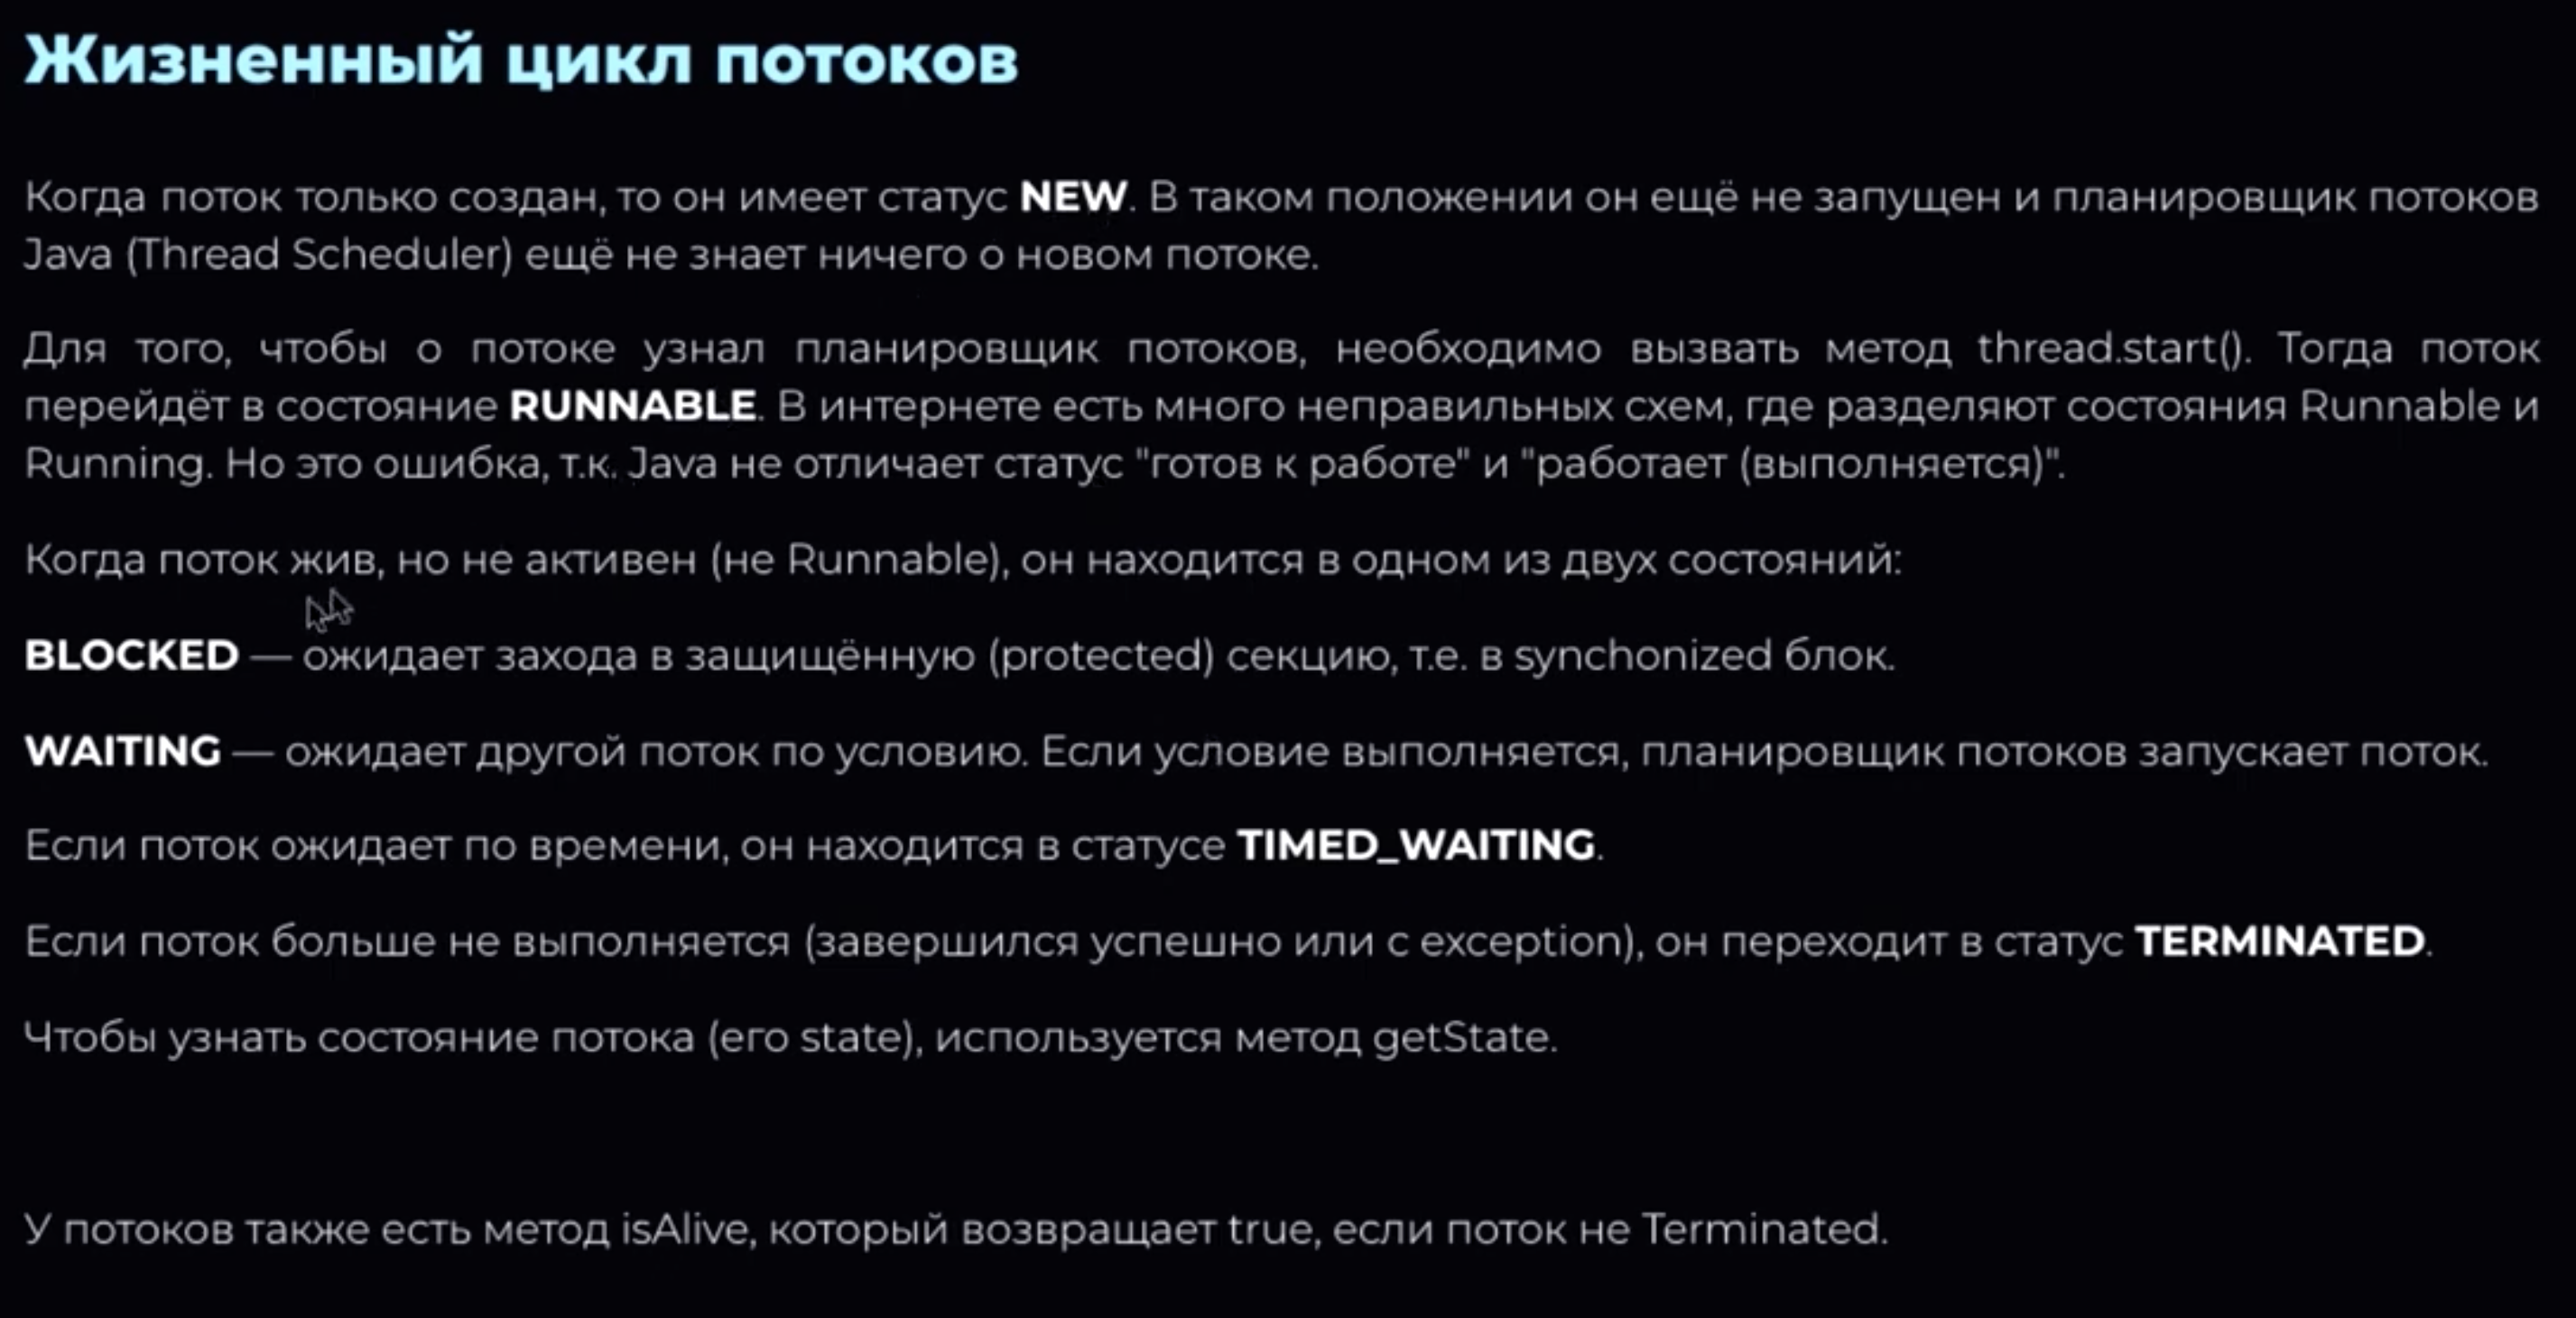 Жизненный цикл потоков
Когда поток только создан, то он имеет статус NEW. В таком положении он ещё не запущен и планировщик потоков
Java (Thread Scheduler) ещё не знает ничего о новом потоке.
Для того, чтобы о потоке узнал планировщик потоков, необходимо вызвать метод thread.start(). Тогда поток
перейдёт в состояние RUNNABLE. В интернете есть много неправильных схем, где разделяют состояния Runnable и
Running. Но это ошибка, т.к. Java не отличает статус "готов к работе" и "работает (выполняется)".
Когда поток жив, но не активен (не Runnable), он находится в одном из двух состояний:
BLOCKED — ожидает захода в защищённую (protected) секцию, т.е. в synchonized блок.
WAITING — ожидает другой поток по условию. Если условие выполняется, планировщик потоков запускает поток.
Если поток ожидает по времени, он находится в статусе TIMED_WAITING.
Если поток больше не выполняется (завершился успешно или с exception), он переходит в статус TERMINATED.
Чтобы узнать состояние потока (его state), используется метод getState.
У потоков также есть метод isAlive, который возвращает true, если поток не Terminated.